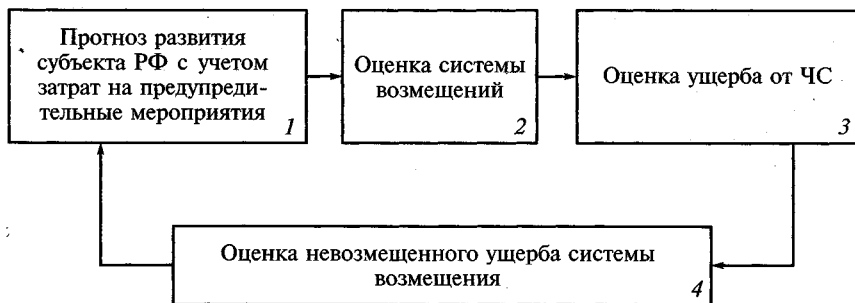 Прогноз развития
субъекта РФ с учетом
затрат на предупреди-
тельные мероприятия
1
Оценка системы
возмещений
2
Оценка ущерба от ЧС
3
Оценка невозмещенного ущерба системы
возмещения
4